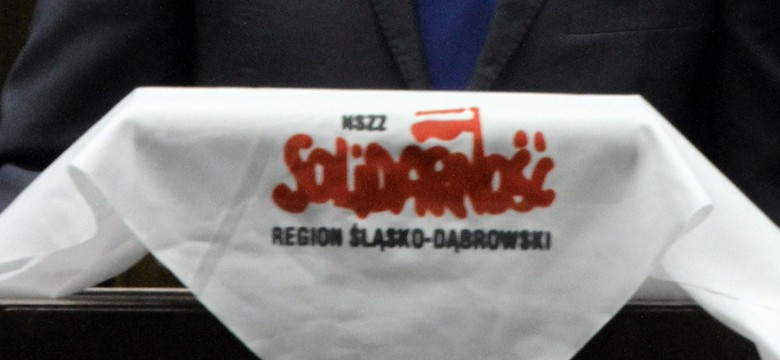 NSZZ
SOLiDARNOŚĆ
REGION ŚLĄSKO-DĄBROWSKI